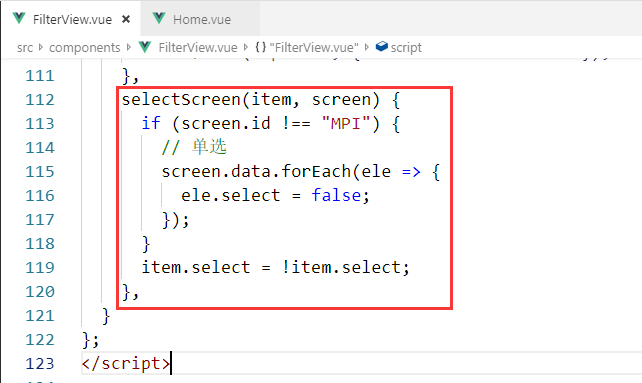 FilterView.vue × Home.vue
src > components > FilterView.vue > {} "FilterView.vue" > script
111 },
112 selectScreen(item, screen) {
113 if (screen.id !== "MPI") {
114 // 单选
115 screen.data.forEach(ele => {
116 ele.select = false;
117 });
118 }
119 item.select = !item.select;
120 },
121 }
122 };
123 </script>